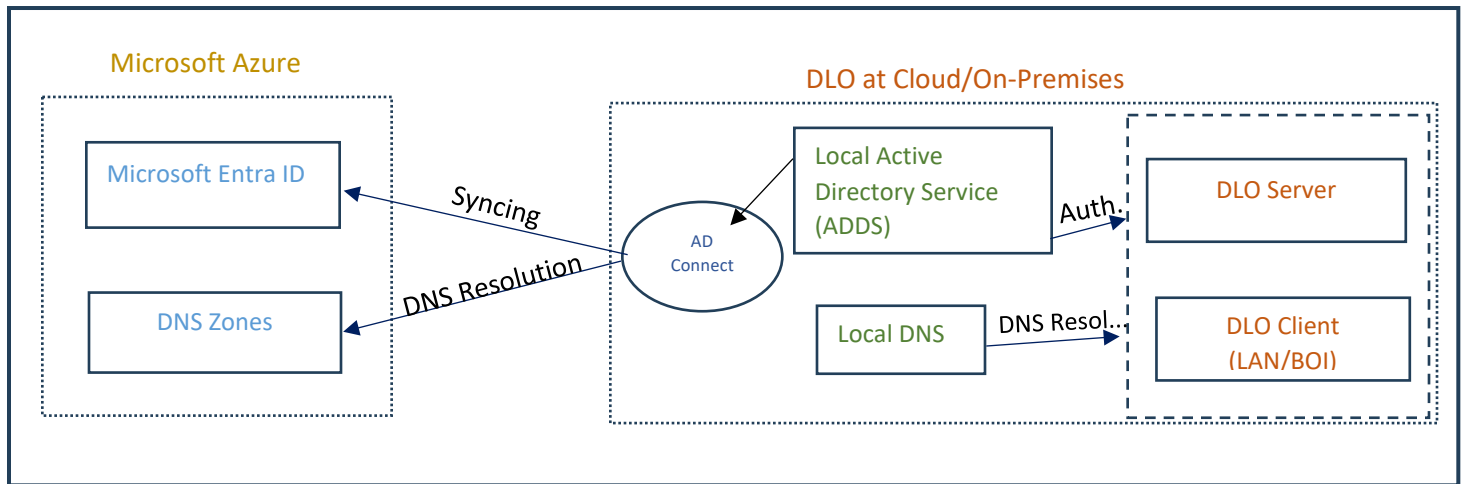 Microsoft Azure
Microsoft Entra ID
DNS Zones
Syncing
DNS Resolution
AD
Connect
DLO at Cloud/On-Premises
Local Active
Directory Service
(ADDS)
Auth.
Local DNS
DNS Resol...
DLO Server
DLO Client
(LAN/BOI)